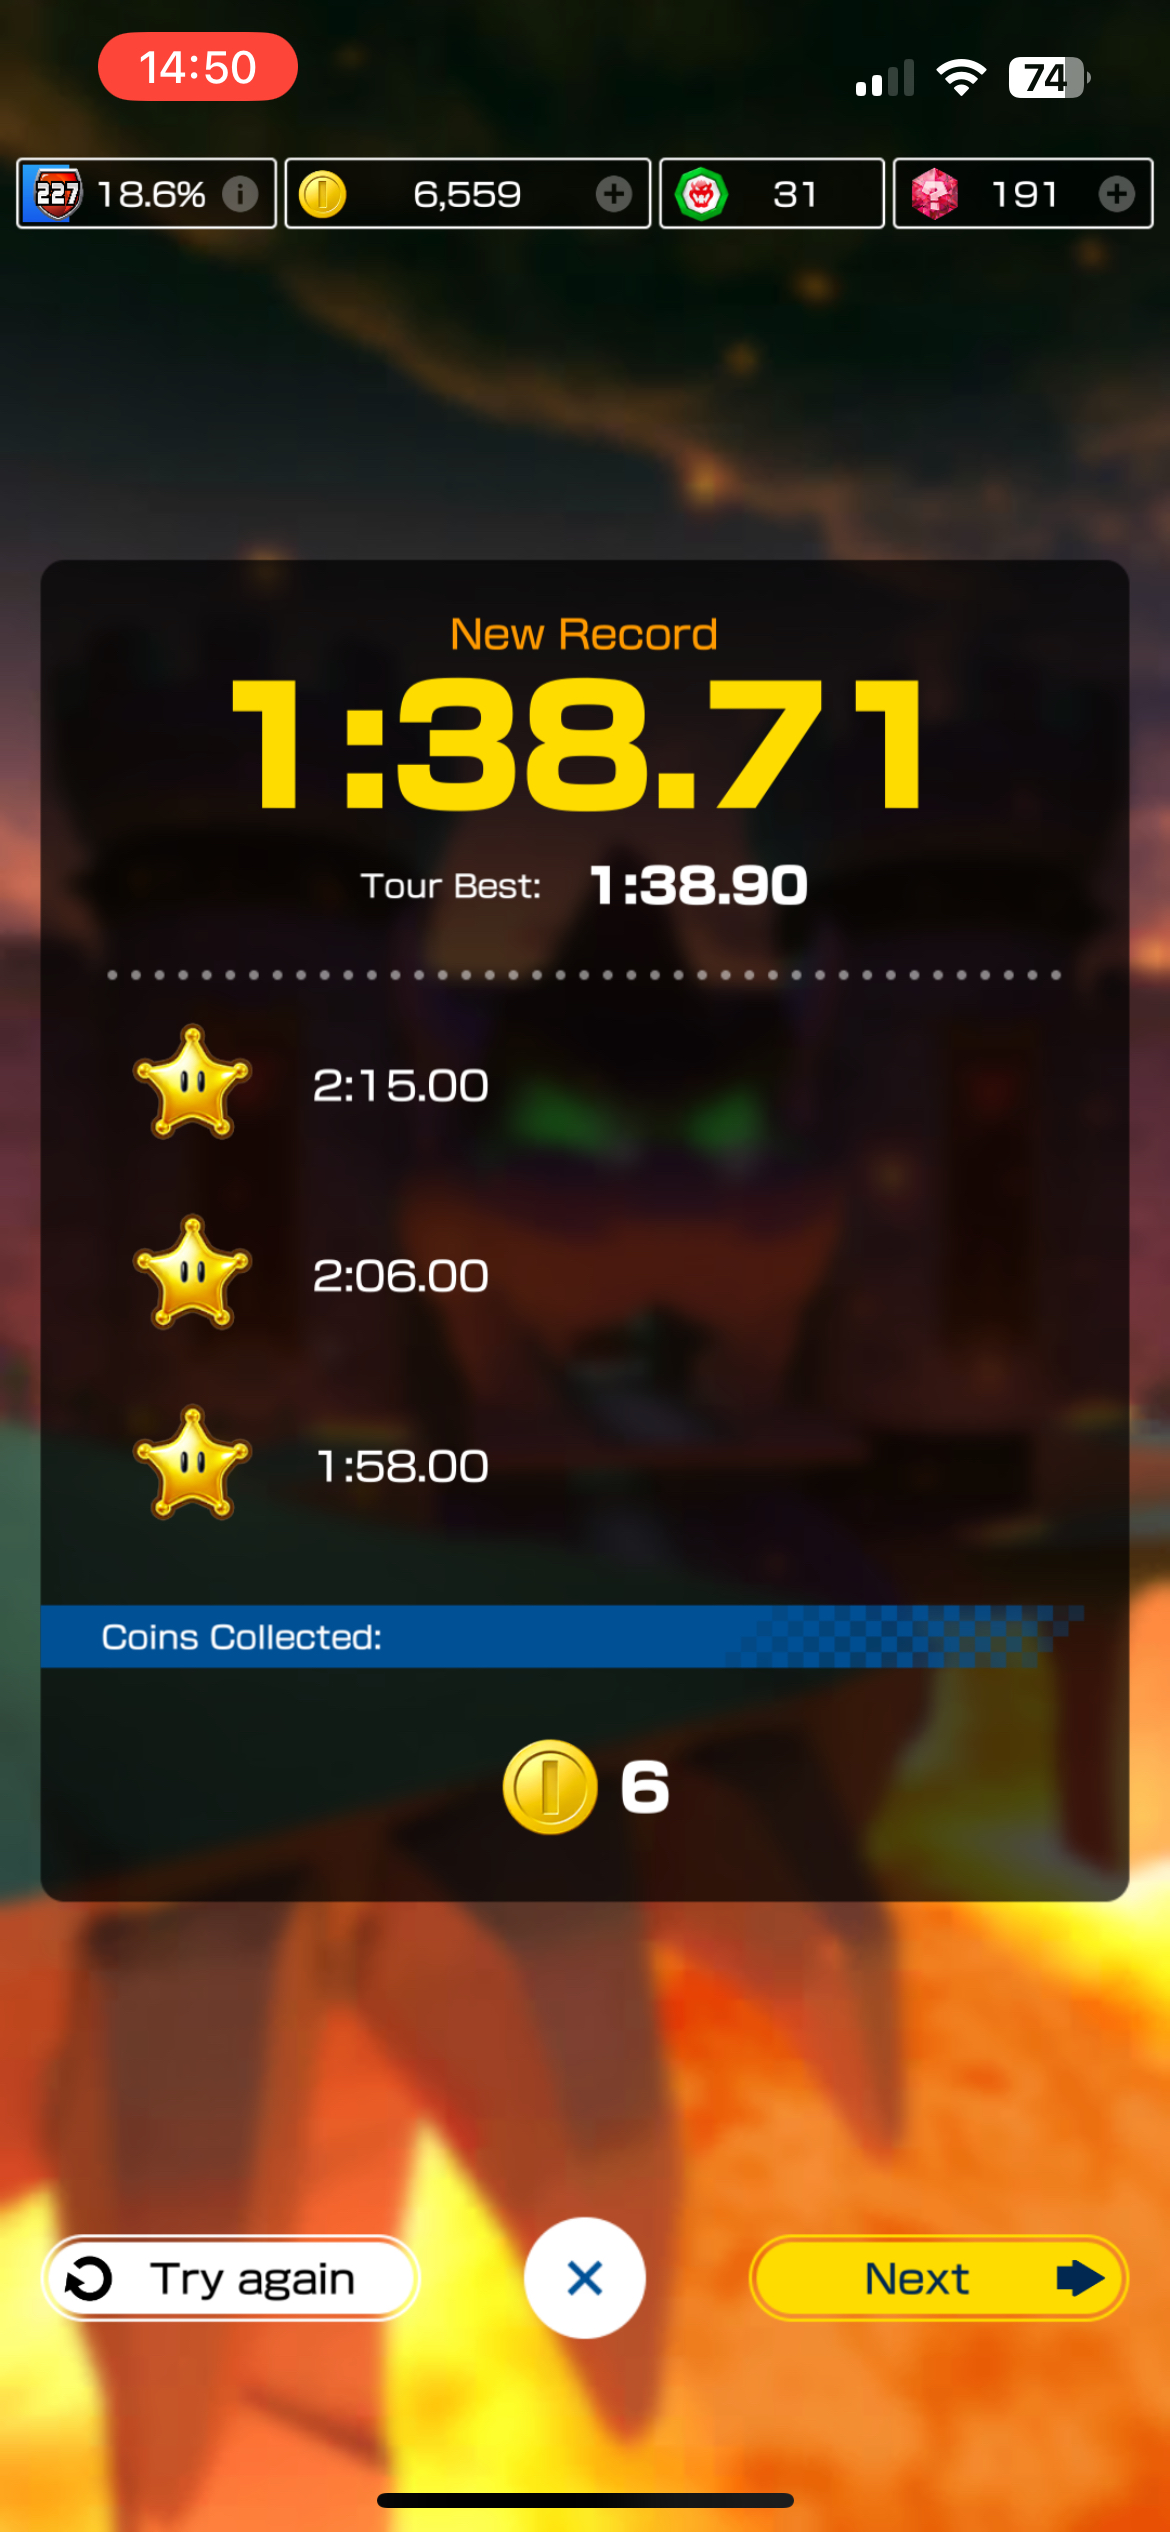 14:50
74
227 18.6%
6,559
31
191
New Record
1:38.71
Tour Best: 1:38.90
2:15.00
2:06.00
1:58.00
Coins Collected:
6
Try again
Next